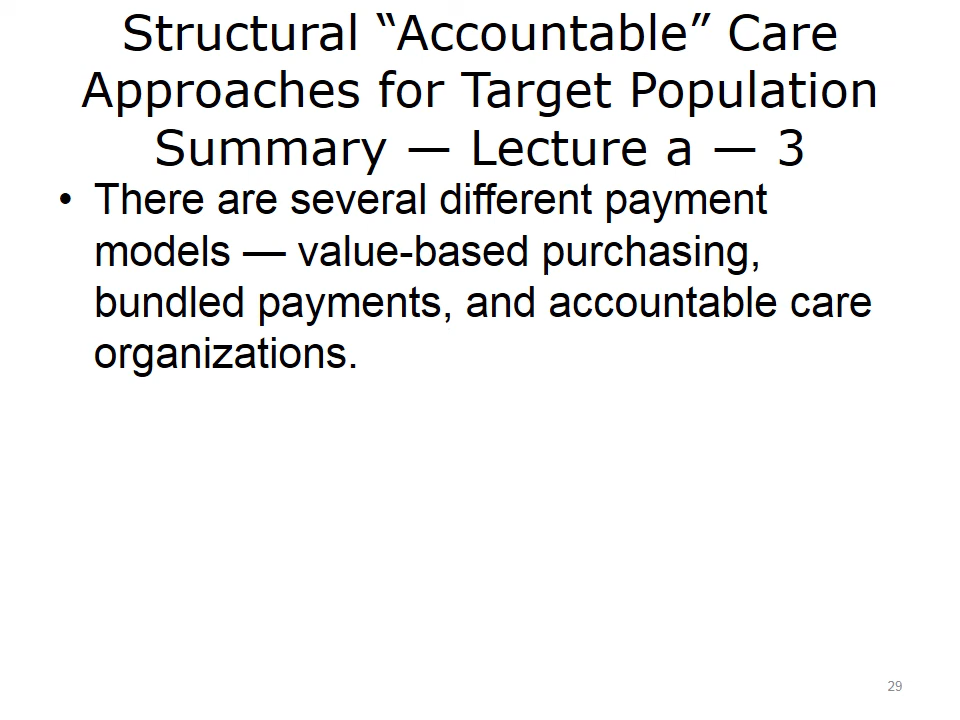 Structural “Accountable” Care
Approaches for Target Population
Summary — Lecture a — 3
• There are several different payment
models — value-based purchasing,
bundled payments, and accountable care
organizations.
29